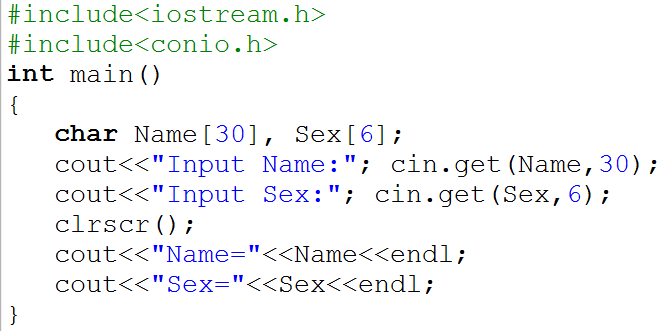 #include<iostream.h>
#include<conio.h>
int main()
{
char Name[30], Sex[6];
cout<<"Input Name:"; cin.get(Name,30);
cout<<"Input Sex:"; cin.get(Sex,6);
clrscr();
cout<<"Name="<<Name<<endl;
cout<<"Sex="<<Sex<<endl;
}